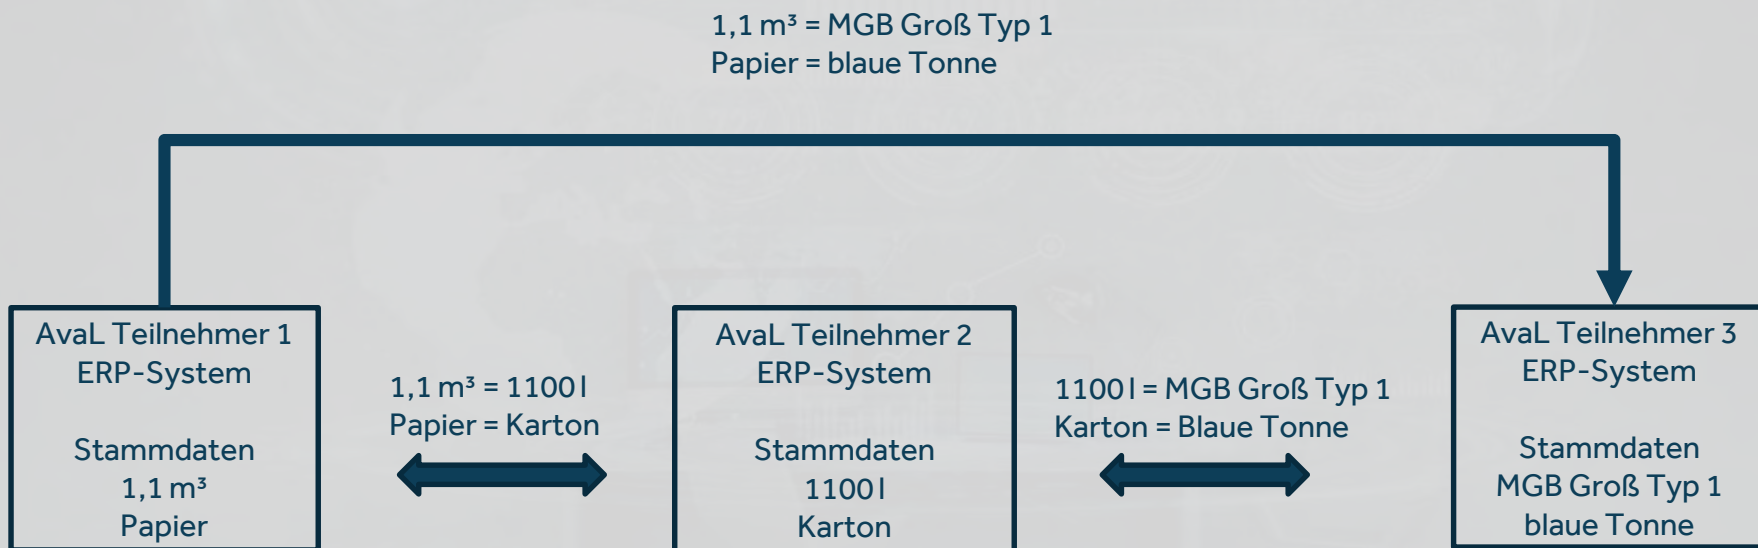 1,1 m³ = MGB Groß Typ 1
Papier = blaue Tonne
AvaL Teilnehmer 1
ERP-System
Stammdaten
1,1 m³
Papier
1,1 m³ = 1100 l
Papier = Karton
AvaL Teilnehmer 2
ERP-System
Stammdaten
1100 l
Karton
1100 l = MGB Groß Typ 1
Karton = Blaue Tonne
AvaL Teilnehmer 3
ERP-System
Stammdaten
MGB Groß Typ 1
blaue Tonne